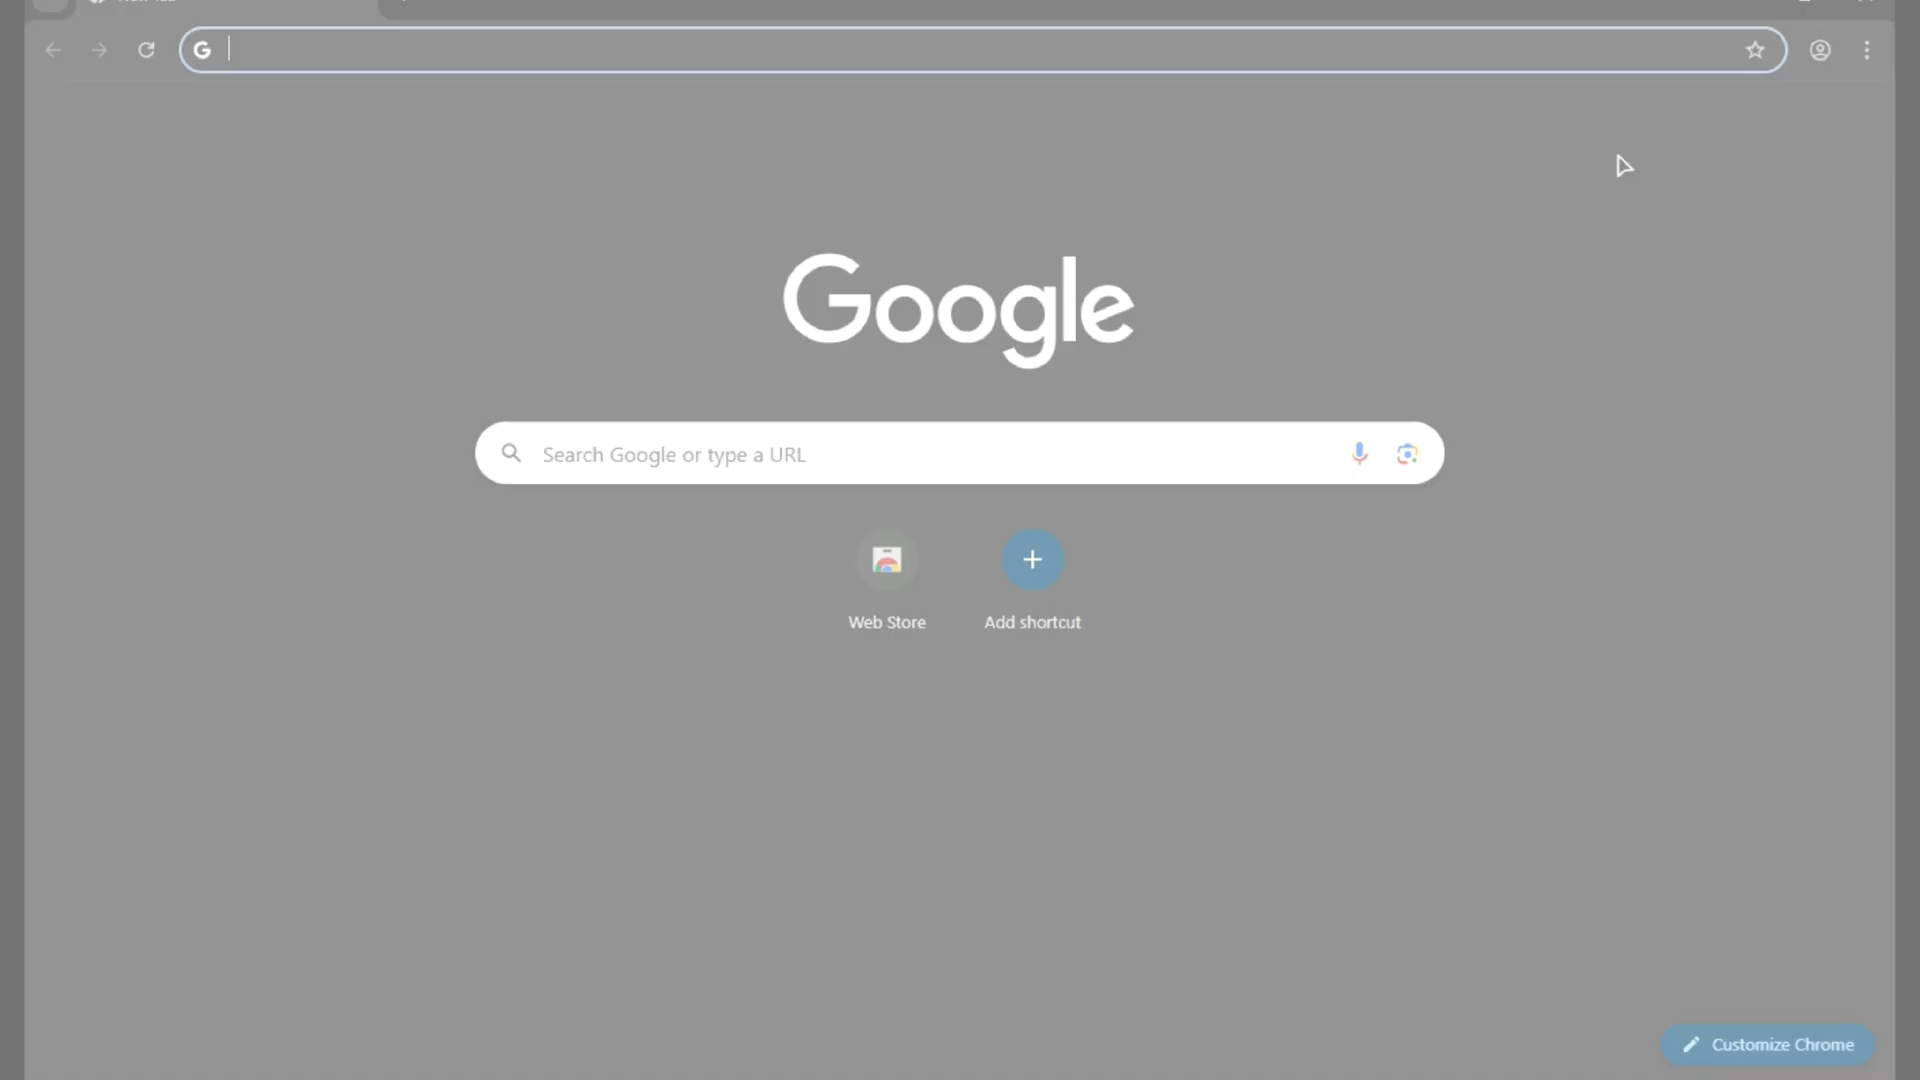 G
Google
Search Google or type a URL
Web Store
Add shortcut
Customize Chrome